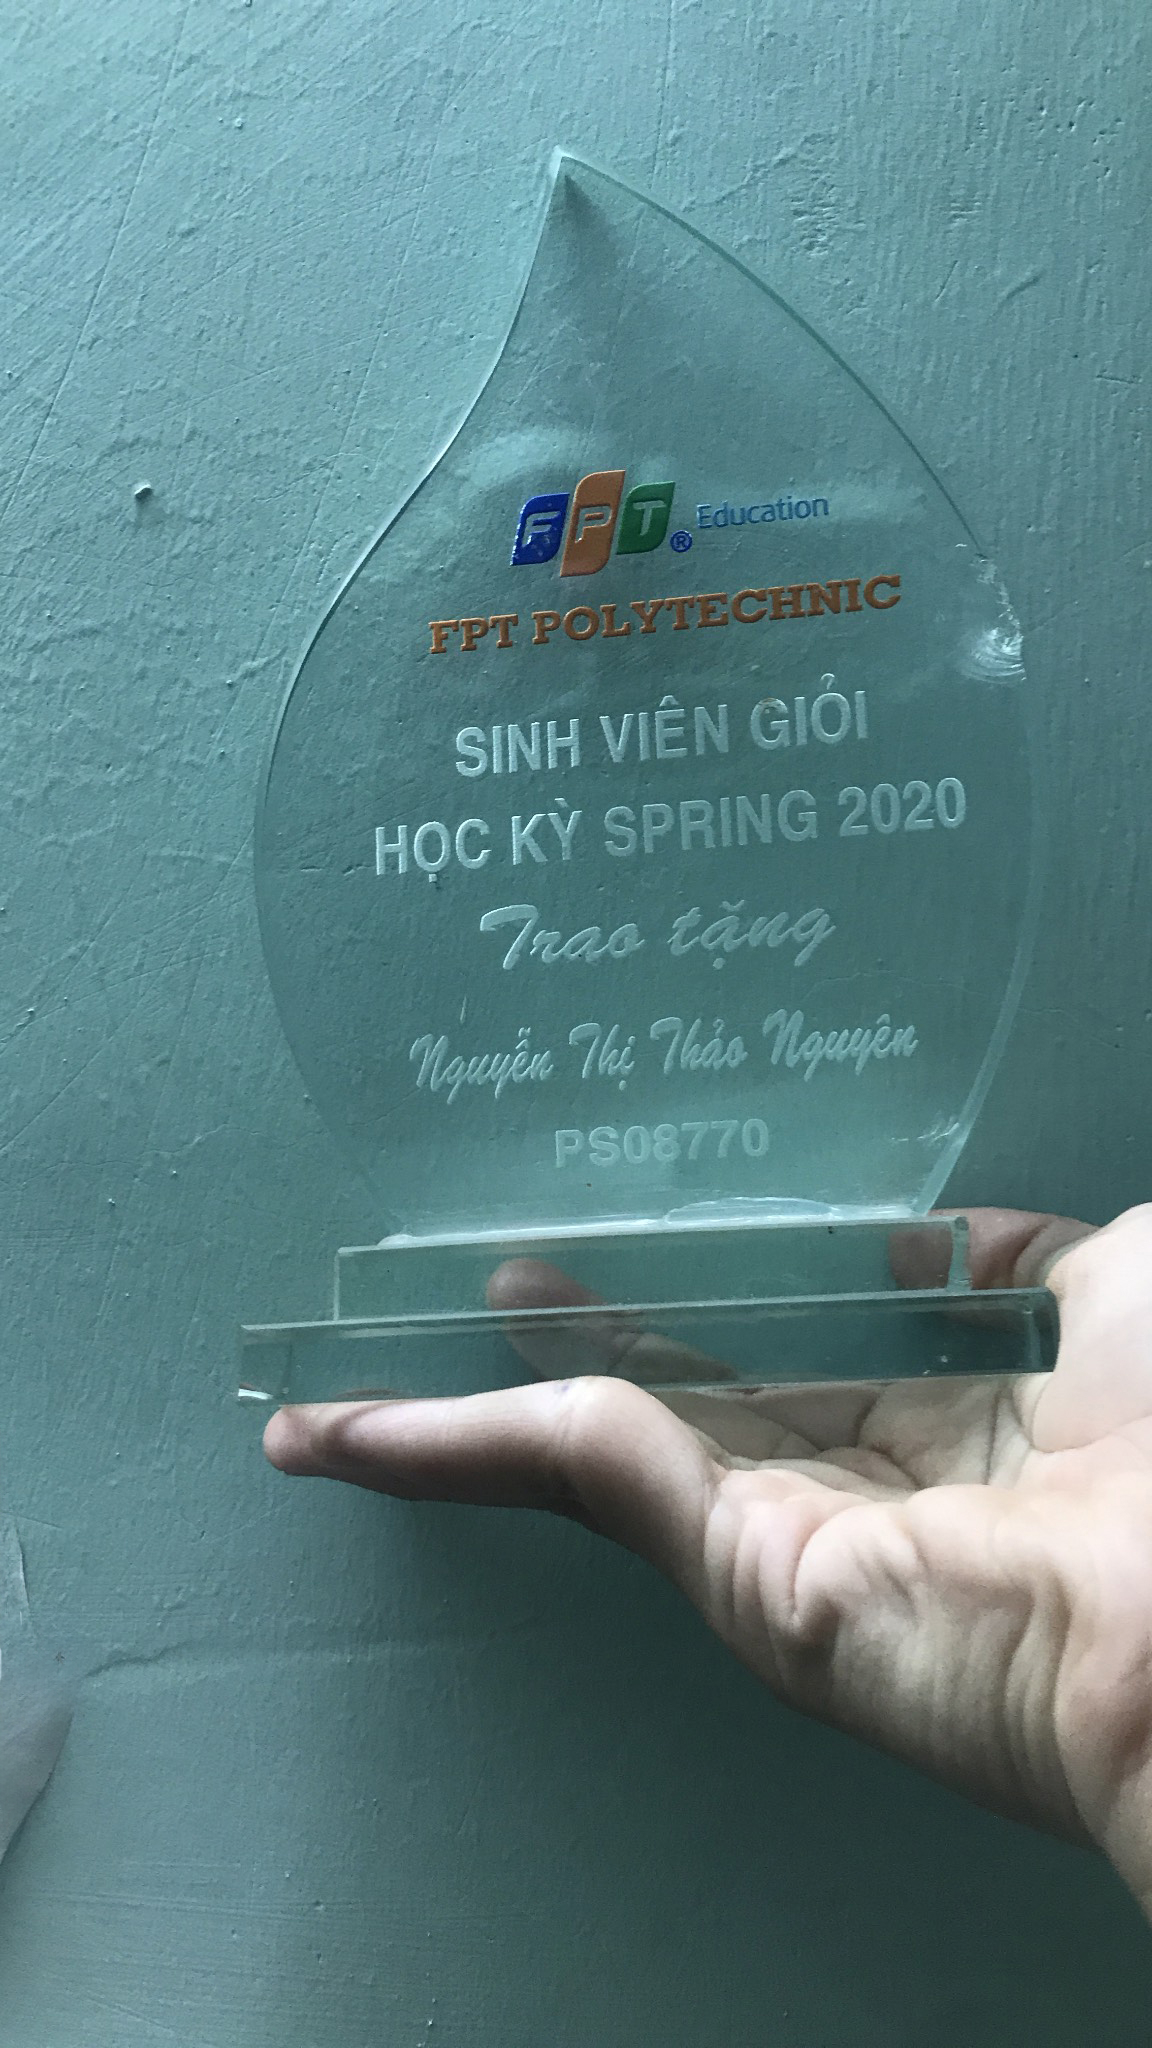 FPT® Education
FPT POLYTECHNIC
SINH VIÊN GIỎI
HỌC KỲ SPRING 2020
Trao tặng
Nguyễn Thị Thảo Nguyên
PS08770